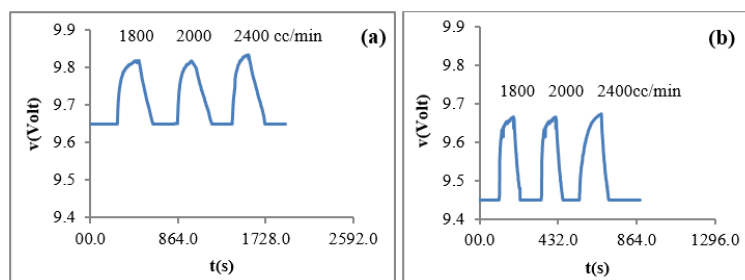 (a)
1800 2000 2400 cc/min
9.9
9.8
9.7
9.6
9.5
9.4
v(Volt)
00.0 864.0 1728.0 2592.0
t(s)
(b)
1800 2000 2400cc/min
9.9
9.8
9.7
9.6
9.5
9.4
v(Volt)
00.0 432.0 864.0 1296.0
t(s)